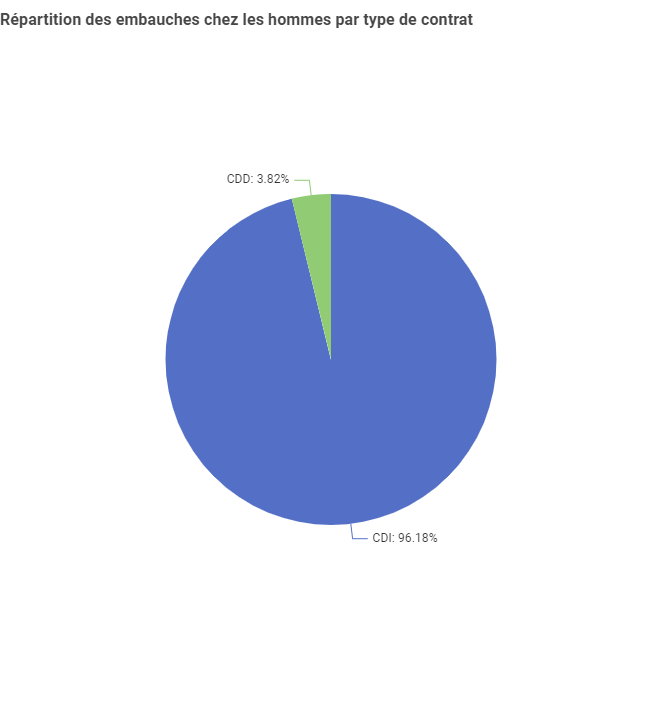 Répartition des embauches chez les hommes par type de contrat
CDD: 3.82%
CDI: 96.18%